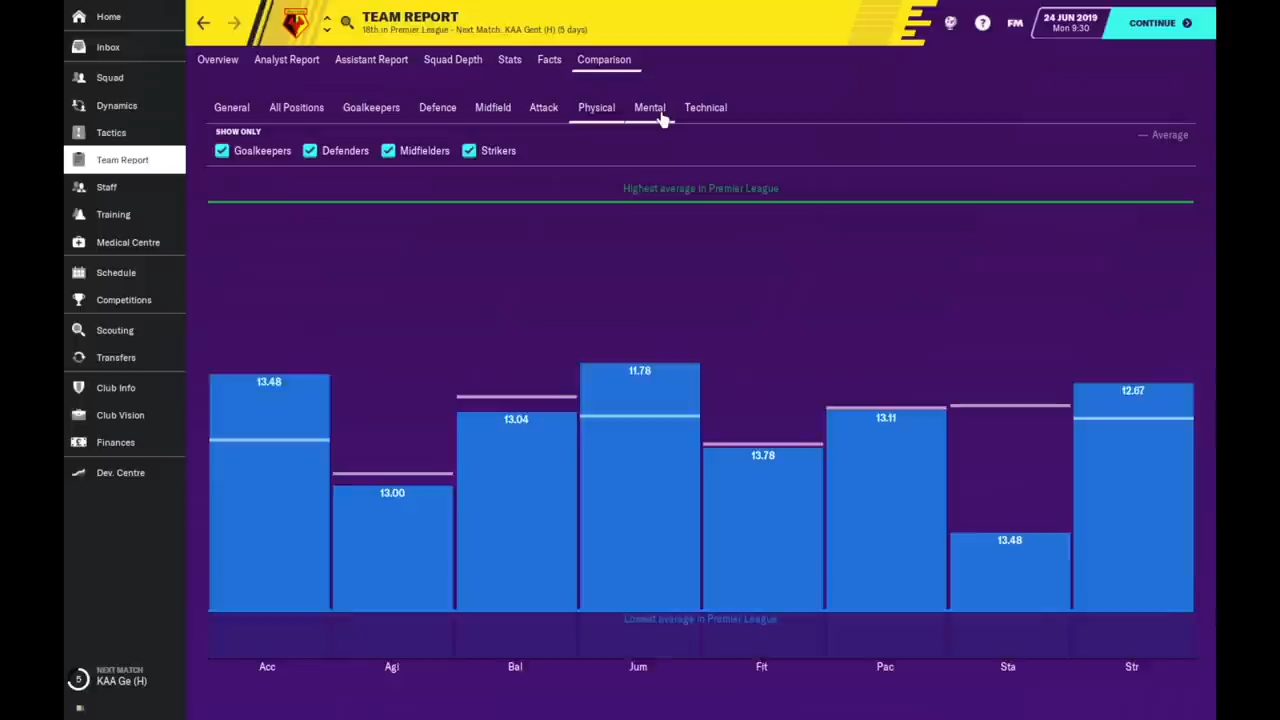 Home
Inbox
Squad
Dynamics
Tactics
Team Report
Staff
Training
Medical Centre
Schedule
Competitions
Scouting
Transfers
Club Info
Club Vision
Finances
Dev. Centre
5
NEXT MATCH
KAA Ge (H)
TEAM REPORT
18th in Premier League - Next Match: KAA Gent (H) (5 days)
?
FM
24 JUN 2019
Mon 9:30
CONTINUE
Overview Analyst Report Assistant Report Squad Depth Stats Facts Comparison
General All Positions Goalkeepers Defence Midfield Attack Physical Mental Technical
SHOW ONLY
Goalkeepers Defenders Midfielders Strikers
— Average
Highest average in Premier League
13.48 13.00 13.04 11.78 13.78 13.11 13.48 12.67
Lowest average in Premier League
Acc Agi Bal Jum Fit Pac Sta Str